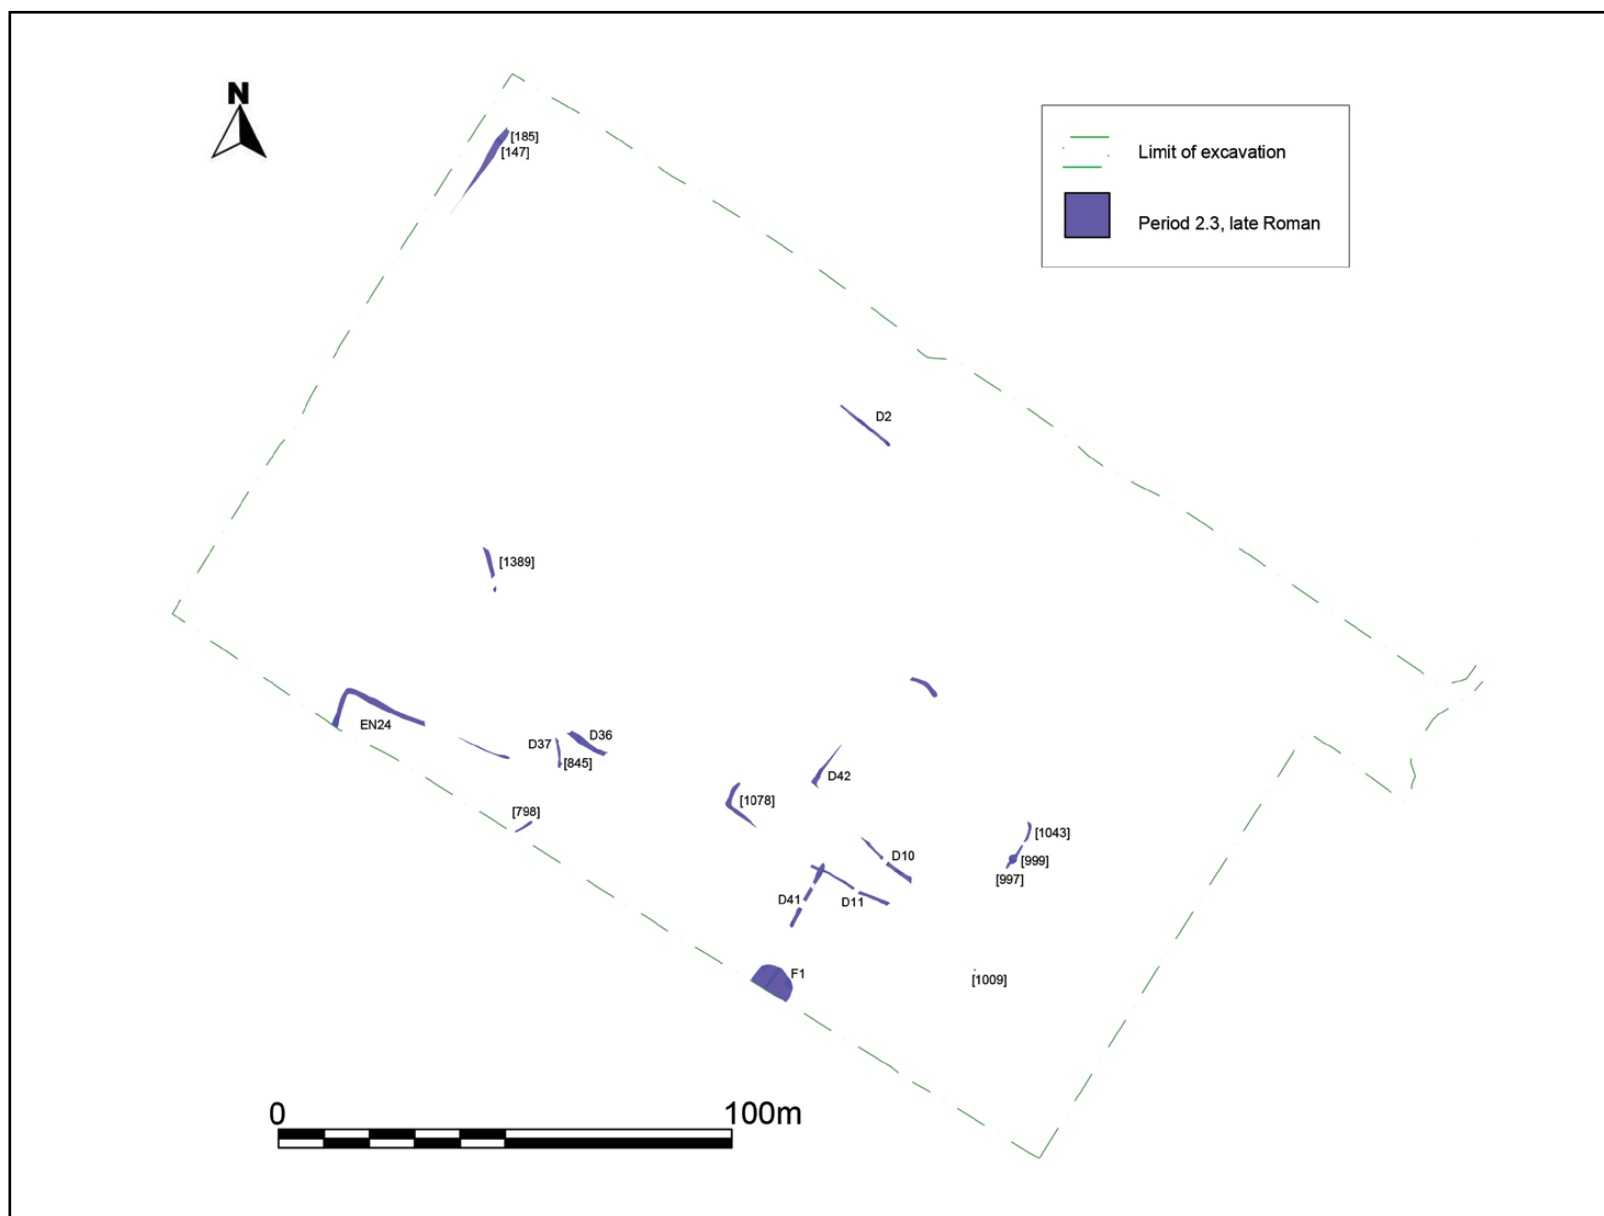 N
[185]
[147]
Limit of excavation
Period 2.3, late Roman
D2
[1389]
EN24
D37
D36
[845]
[798]
D42
[1078]
[1043]
[999]
[997]
D10
D41
D11
F1
[1009]
0
100m